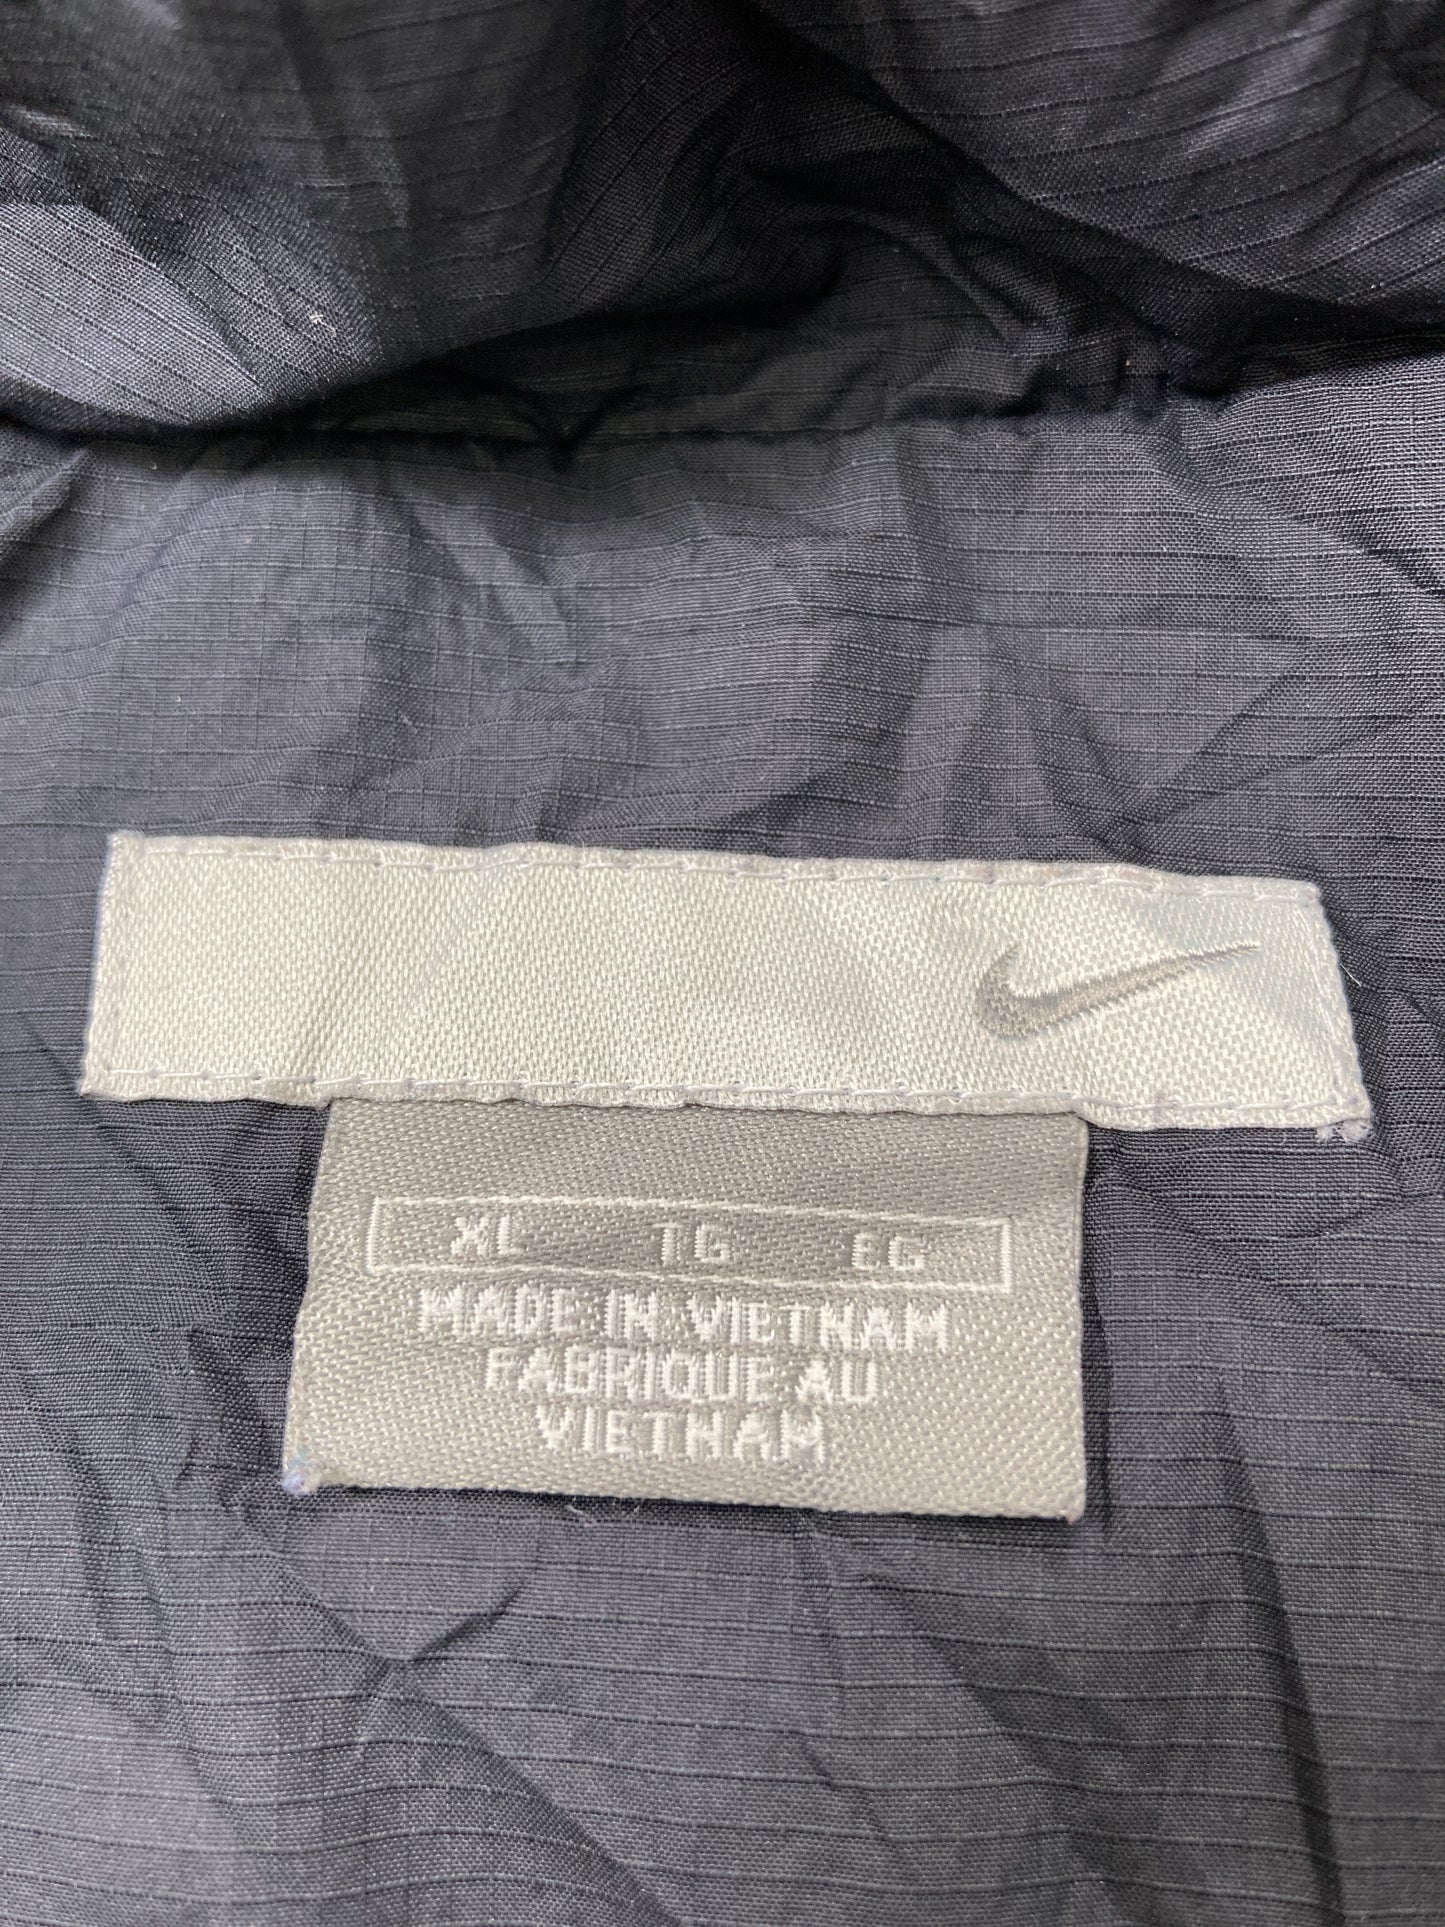 XL TG EG
MADE IN VIETNAM
FABRIQUE AU
VIETNAM